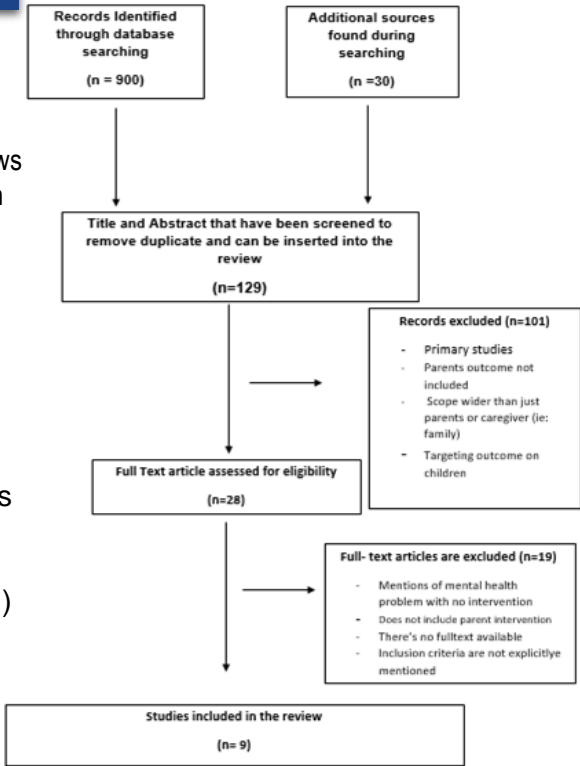 Records Identified
through database
searching
(n = 900)
Additional sources
found during
searching
(n =30)
Title and Abstract that have been screened to
remove duplicate and can be inserted into the
review
(n=129)
Records excluded (n=101)
- Primary studies
- Parents outcome not
included
- Scope wider than just
parents or caregiver (ie:
family)
- Targeting outcome on
children
Full Text article assessed for eligibility
(n=28)
Full- text articles are excluded (n=19)
- Mentions of mental health
problem with no intervention
- Does not include parent intervention
- There's no fulltext available
- Inclusion criteria are not explicitlye
mentioned
Studies included in the review
(n= 9)